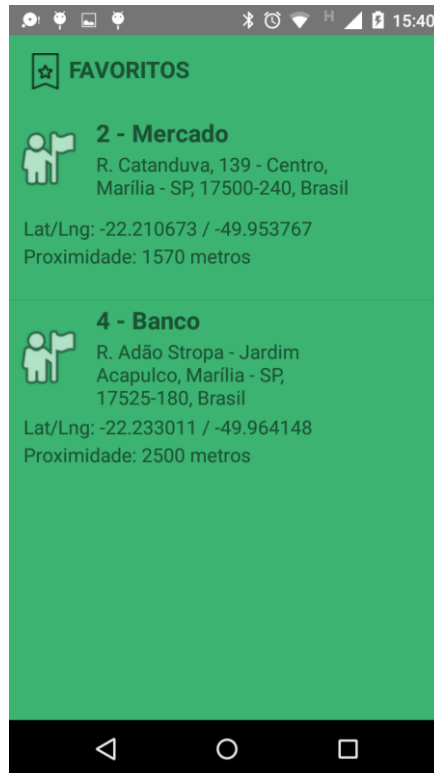 H 15:40
FAVORITOS
2 - Mercado
R. Catanduva, 139 - Centro,
Marília - SP, 17500-240, Brasil
Lat/Lng: -22.210673 / -49.953767
Proximidade: 1570 metros
4 - Banco
R. Adão Stropa - Jardim
Acapulco, Marília - SP,
17525-180, Brasil
Lat/Lng: -22.233011 / -49.964148
Proximidade: 2500 metros